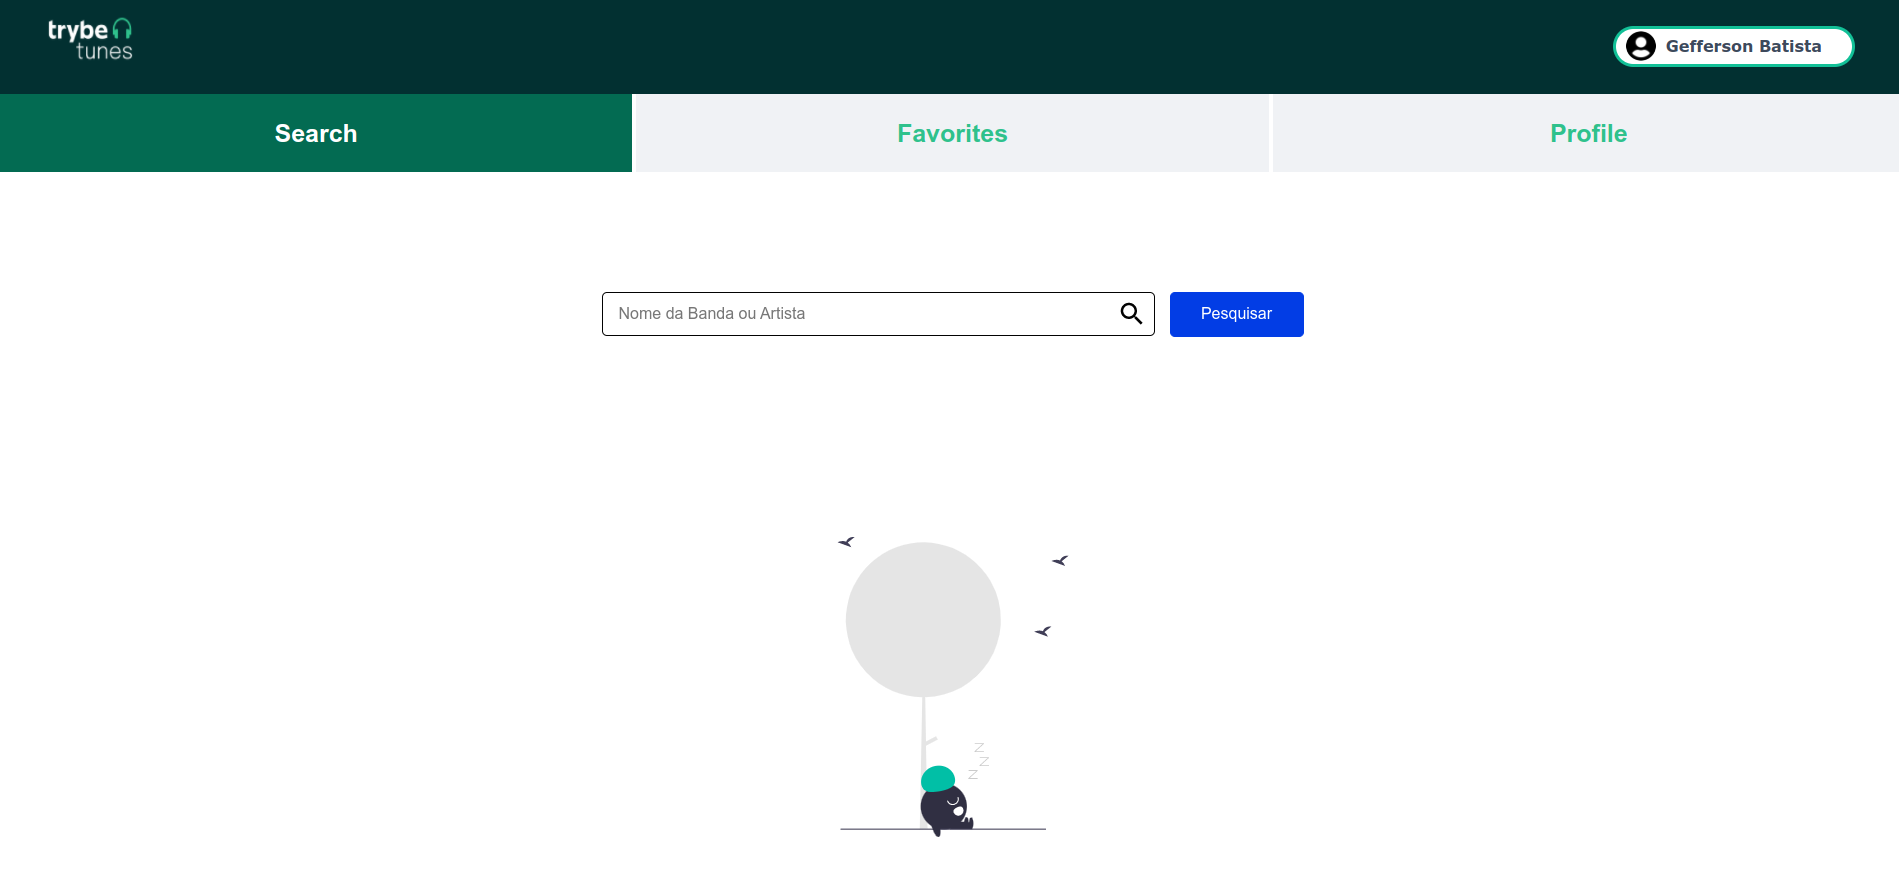 trybe
tunes
Gefferson Batista
Search
Favorites
Profile
Nome da Banda ou Artista
Pesquisar
z
z
z